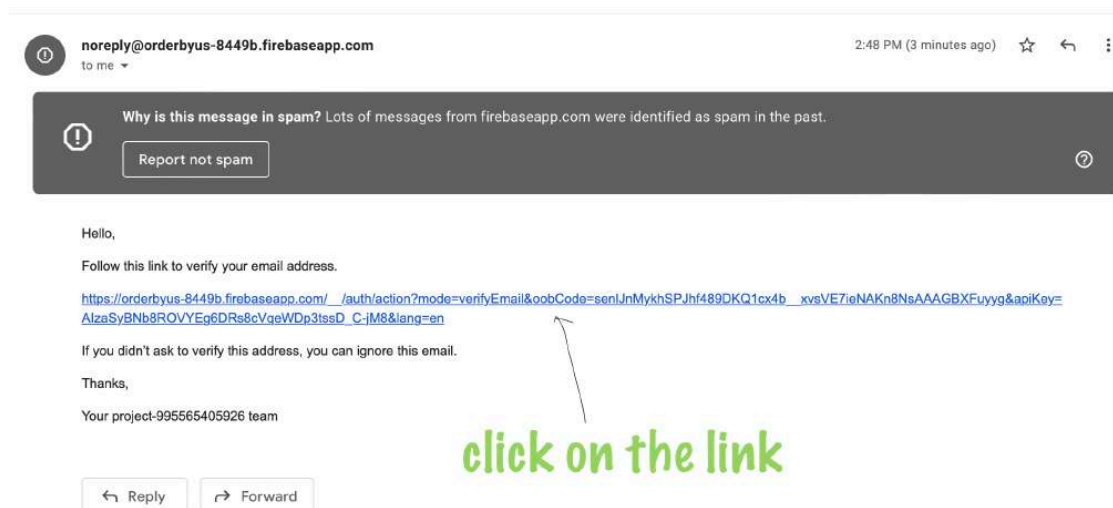 noreply@orderbyus-8449b.firebaseapp.com
2:48 PM (3 minutes ago)
to me
Why is this message in spam? Lots of messages from firebaseapp.com were identified as spam in the past.
Report not spam
Hello,
Follow this link to verify your email address.
https://orderbyus-8449b.firebaseapp.com/__/auth/action?mode=verifyEmail&oobCode=senIJnMykhSPJhf489DKQ1cx4b__xvsVE7ieNAKn8NsAAAGBXFuyyg&apiKey=
AIzaSyBNb8ROVYEg6DRs8cVqeWDp3tssD_C-jM8&lang=en
If you didn't ask to verify this address, you can ignore this email.
Thanks,
Your project-995565405926 team
click on the link
Reply
Forward